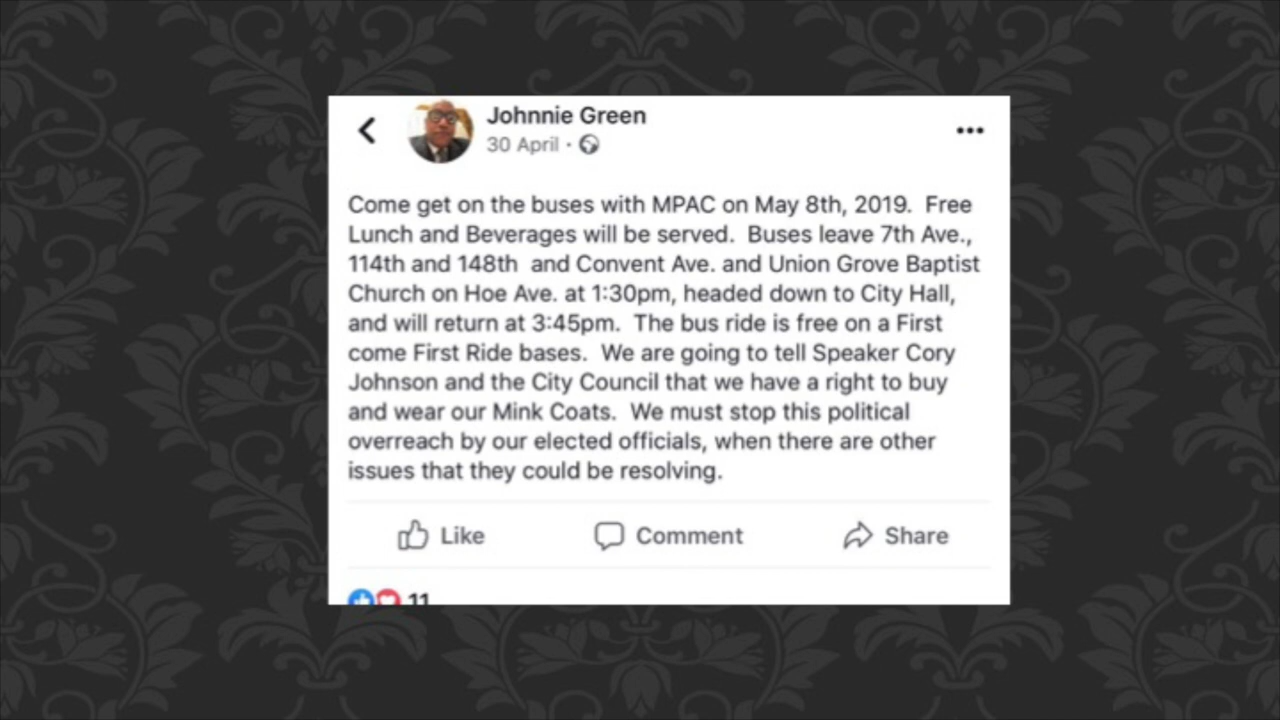 Johnnie Green
30 April ·
Come get on the buses with MPAC on May 8th, 2019. Free
Lunch and Beverages will be served. Buses leave 7th Ave.,
114th and 148th and Convent Ave. and Union Grove Baptist
Church on Hoe Ave. at 1:30pm, headed down to City Hall,
and will return at 3:45pm. The bus ride is free on a First
come First Ride bases. We are going to tell Speaker Cory
Johnson and the City Council that we have a right to buy
and wear our Mink Coats. We must stop this political
overreach by our elected officials, when there are other
issues that they could be resolving.
Like Comment Share
11